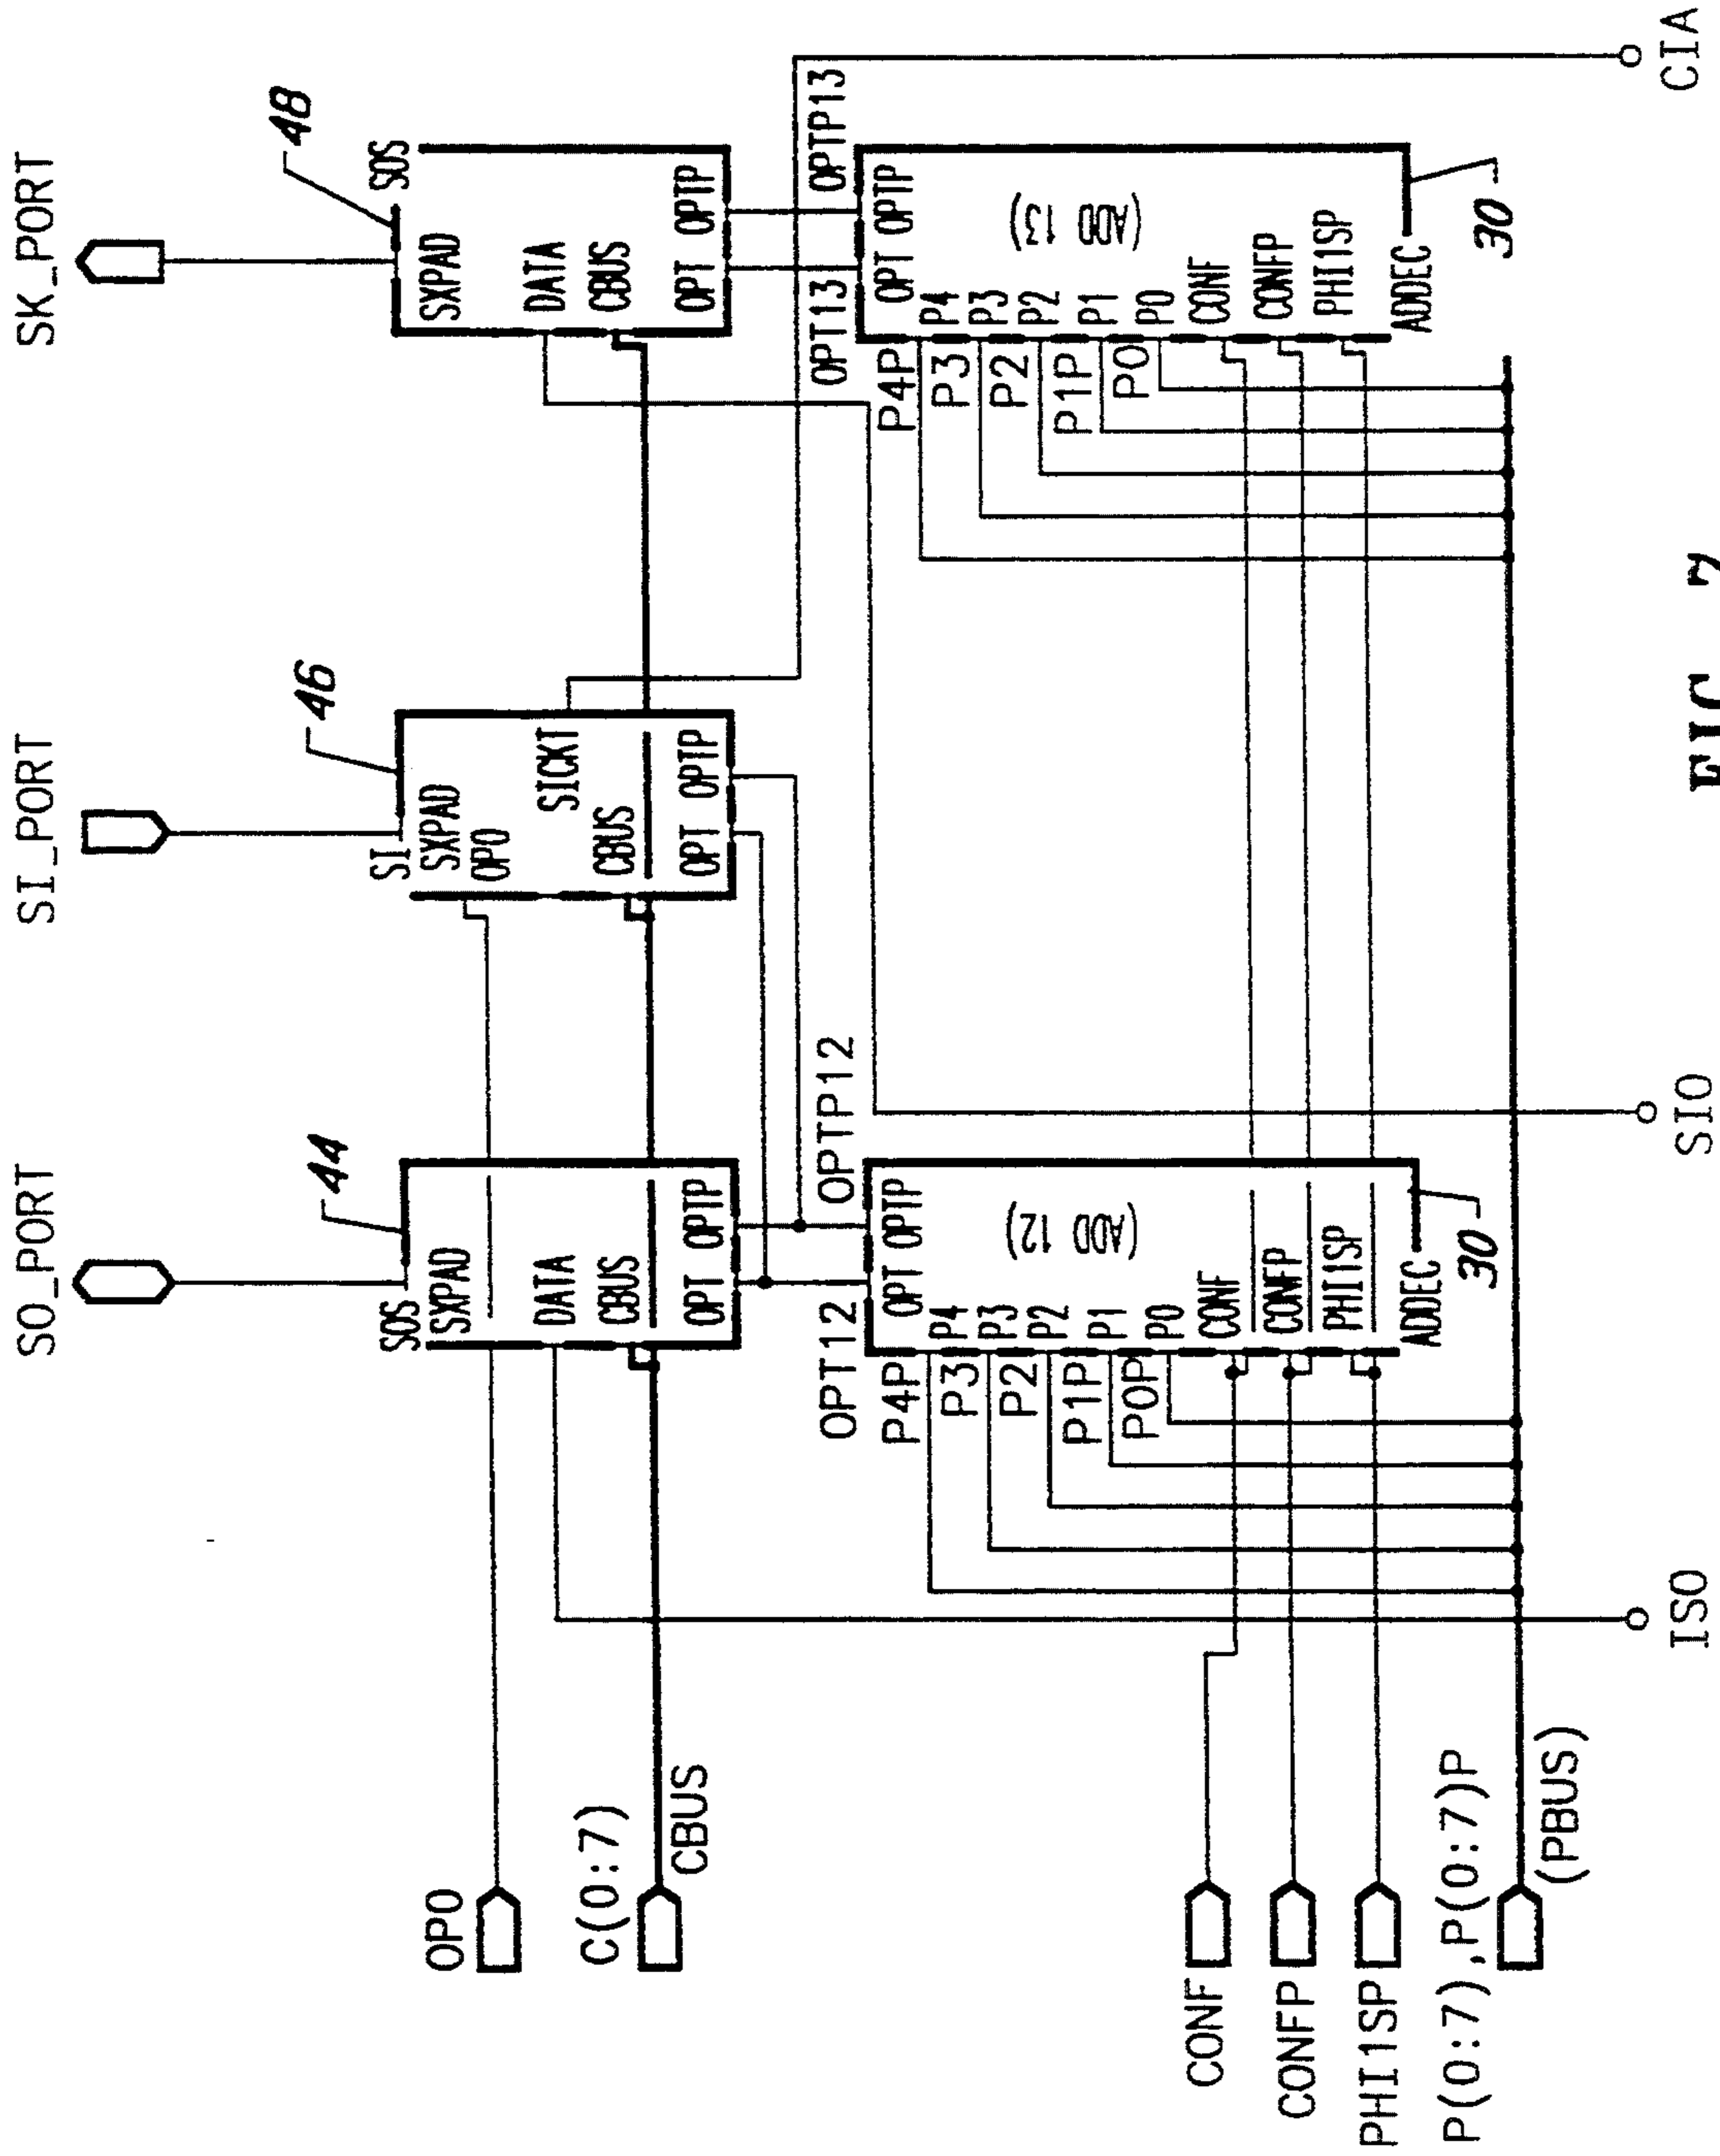 SO_PORT
SI_PORT
SK_PORT
44
46
48
SOS
SXPAD
DATA
CBUS
OPT OPTP
SI
SXPAD
OPO
SICKT
CBUS
OPT OPTP
SOS
SXPAD
DATA
CBUS
OPT OPTP
OPO
C(0:7)
CBUS
OPT12
OPTP12
OPT13
OPTP13
P4P
P3
P2
P1P
P0P
OPT OPTP
P4
P3
P2
P1
P0
(ADD 12)
CONF
CONFP
PHI1SP
ADDEC
30
P4P
P3
P2
P1P
P0
OPT OPTP
P4
P3
P2
P1
P0
(ADD 13)
CONF
CONFP
PHI1SP
ADDEC
30
CONF
CONFP
PHI1SP
P(0:7),P(0:7)P
(PBUS)
ISO
SIO
CIA
FIG. 7